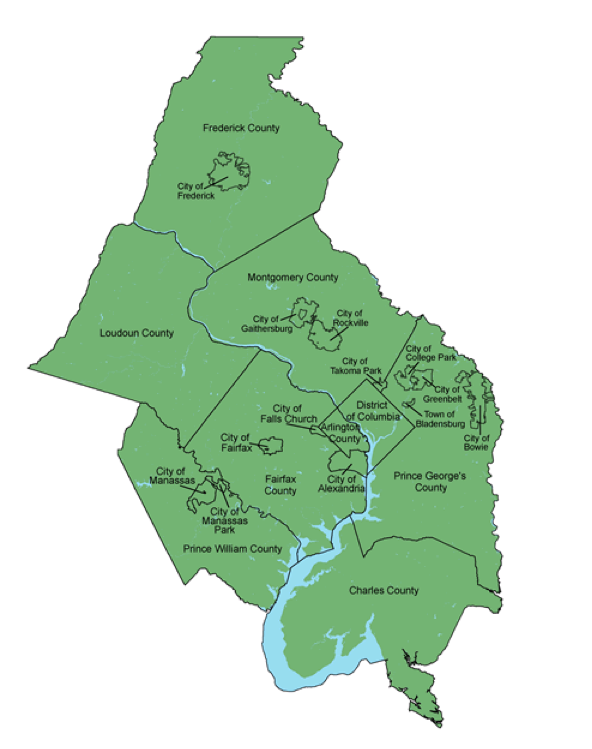 Frederick County
City of
Frederick
Montgomery County
City of
Gaithersburg
City of
Rockville
Loudoun County
City of
Takoma Park
City of
College Park
City of
Greenbelt
District
of Columbia
Town of
Bladensburg
City of
Bowie
City of
Falls Church
Arlington
County
City of
Fairfax
City of
Alexandria
Fairfax
County
Prince George's
County
City of
Manassas
City of
Manassas
Park
Prince William County
Charles County